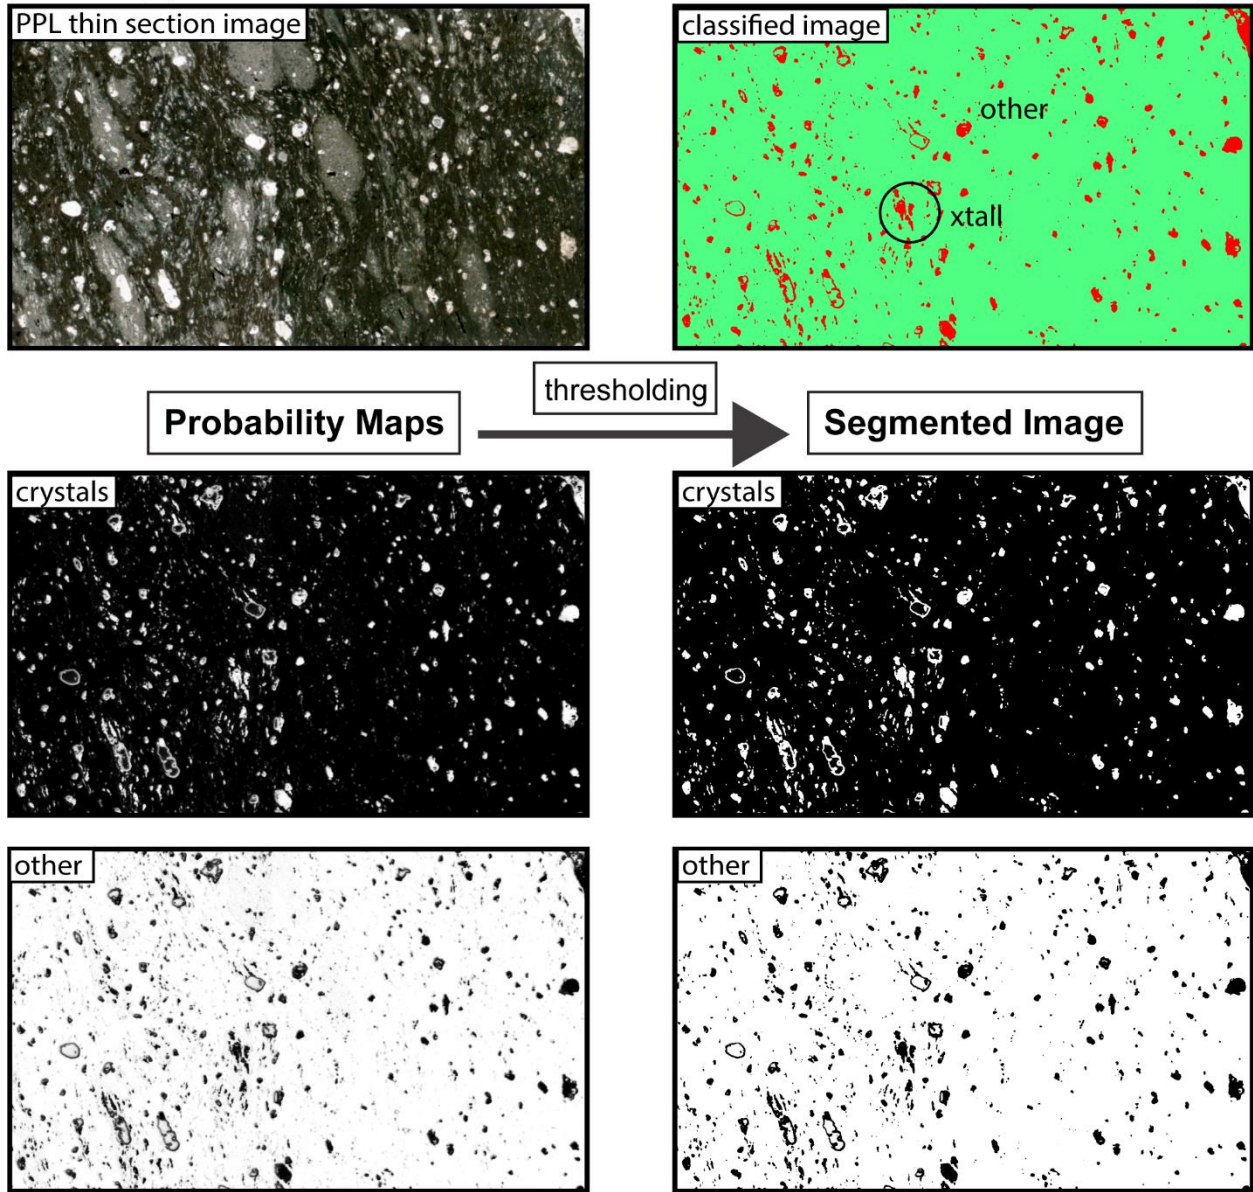 PPL thin section image
classified image
other
xtall
thresholding
Probability Maps
Segmented Image
crystals
crystals
other
other